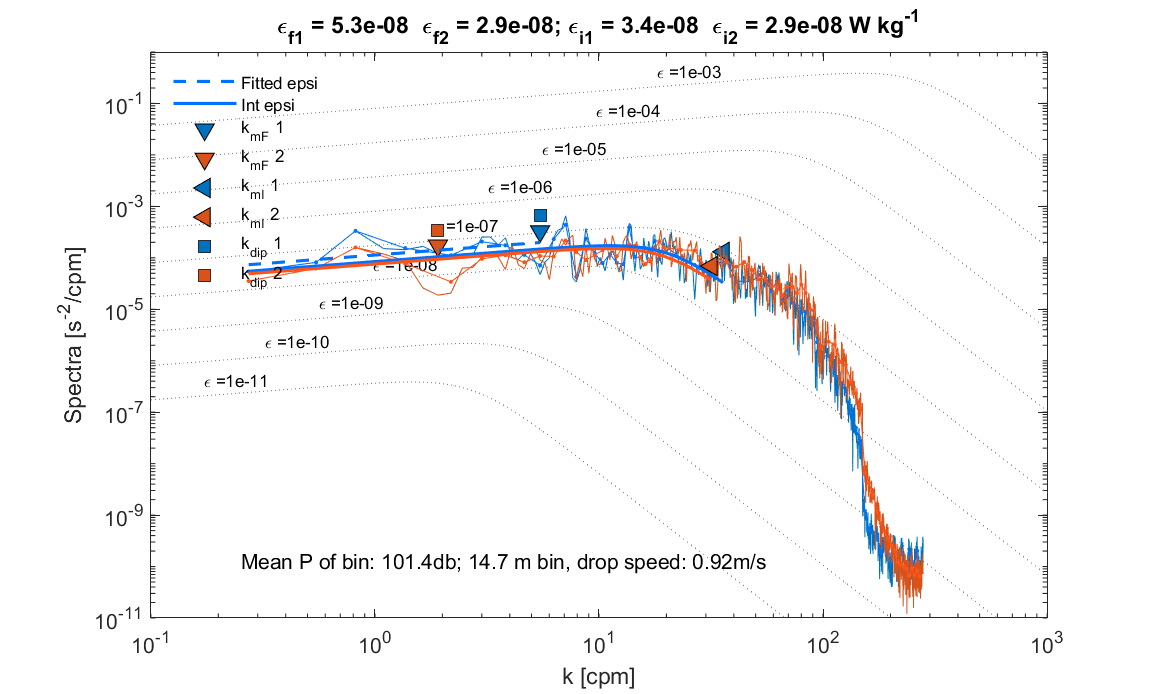 ϵf1 = 5.3e-08 ϵf2 = 2.9e-08; ϵi1 = 3.4e-08 ϵi2 = 2.9e-08 W kg-1
Fitted epsi
Int epsi
kmF 1
kmF 2
kmI 1
kmI 2
kdip 1
kdip 2
ϵ =1e-03
ϵ =1e-04
ϵ =1e-05
ϵ =1e-06
=1e-07
ϵ =1e-08
ϵ =1e-09
ϵ =1e-10
ϵ =1e-11
Mean P of bin: 101.4db; 14.7 m bin, drop speed: 0.92m/s
Spectra [s-2/cpm]
10-1
10-3
10-5
10-7
10-9
10-11
10-1 100 101 102 103
k [cpm]